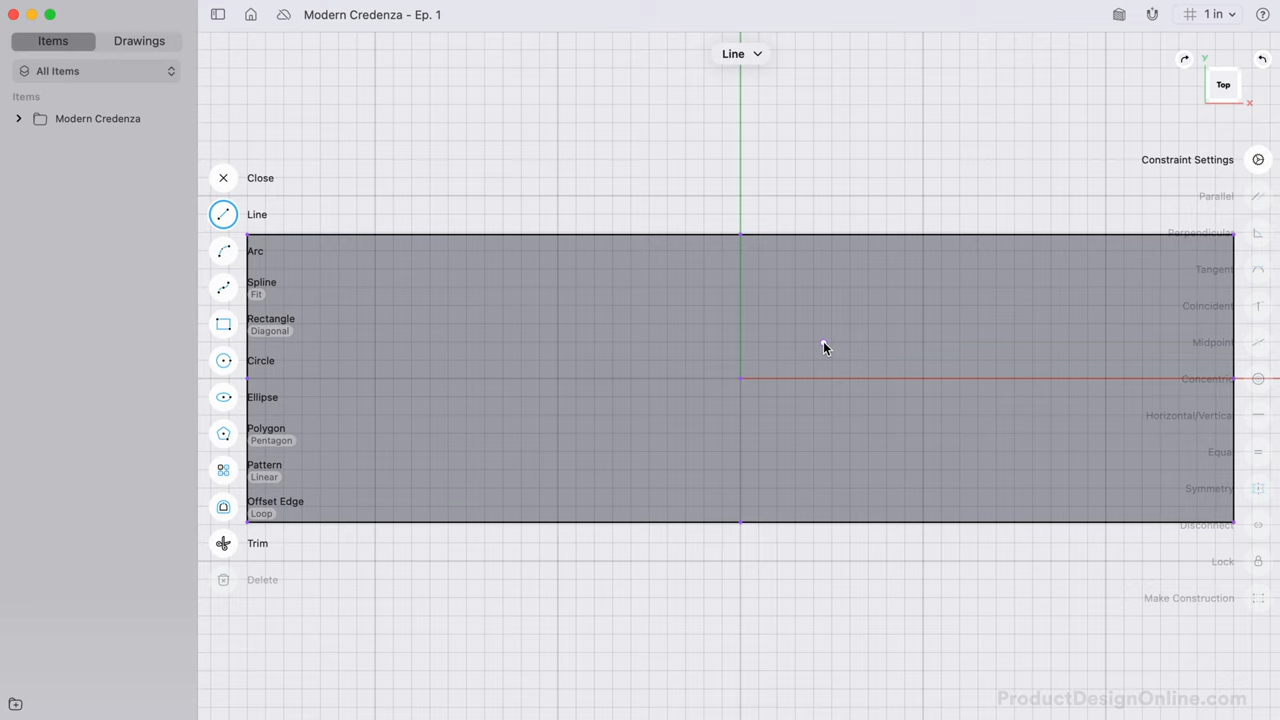 Modern Credenza - Ep. 1
1 in
Items
Drawings
All Items
Items
Modern Credenza
Line
Y
Top
X
Close
Line
Arc
Spline
Fit
Rectangle
Diagonal
Circle
Ellipse
Polygon
Pentagon
Pattern
Linear
Offset Edge
Loop
Trim
Delete
Constraint Settings
Parallel
Perpendicular
Tangent
Coincident
Midpoint
Concentric
Horizontal/Vertical
Equal
Symmetry
Disconnect
Lock
Make Construction
ProductDesignOnline.com